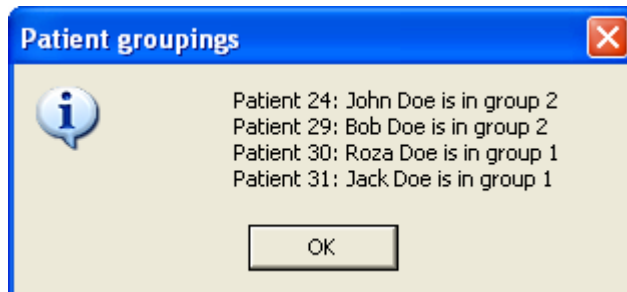 Patient groupings
Patient 24: John Doe is in group 2
Patient 29: Bob Doe is in group 2
Patient 30: Roza Doe is in group 1
Patient 31: Jack Doe is in group 1
OK